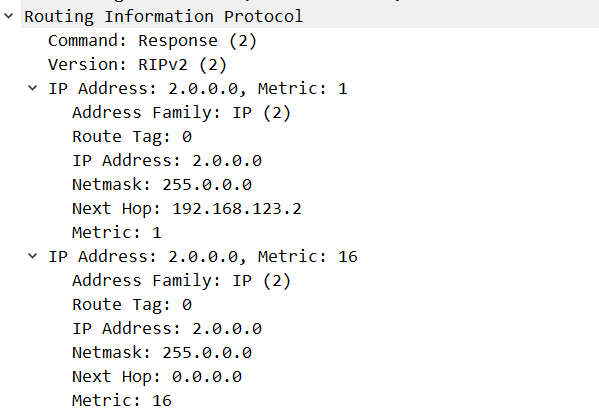 Routing Information Protocol
Command: Response (2)
Version: RIPv2 (2)
IP Address: 2.0.0.0, Metric: 1
Address Family: IP (2)
Route Tag: 0
IP Address: 2.0.0.0
Netmask: 255.0.0.0
Next Hop: 192.168.123.2
Metric: 1
IP Address: 2.0.0.0, Metric: 16
Address Family: IP (2)
Route Tag: 0
IP Address: 2.0.0.0
Netmask: 255.0.0.0
Next Hop: 0.0.0.0
Metric: 16